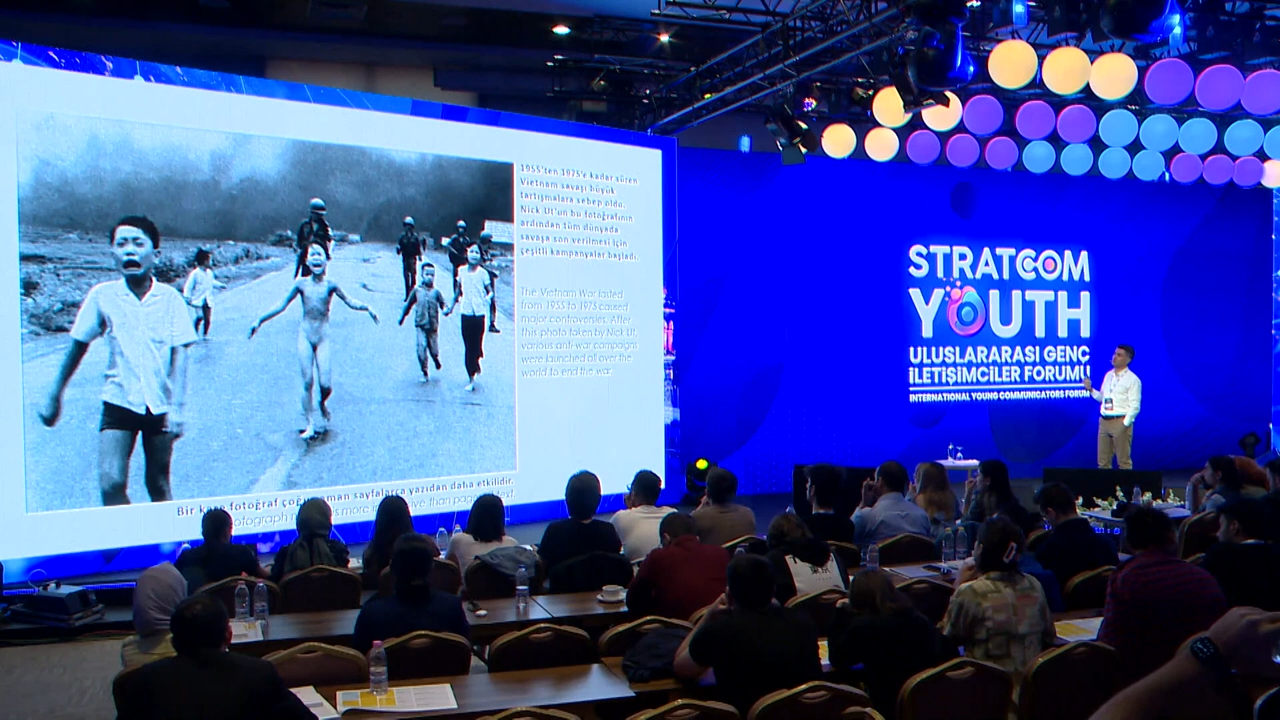 1955'ten 1975'e kadar süren
Vietnam savaşı büyük
tartışmalara sebep oldu.
Nick Ut'un bu fotoğrafının
ardından tüm dünyada
savaşa son verilmesi için
çeşitli kampanyalar başladı.
The Vietnam War lasted
from 1955 to 1975 caused
major controversies. After
this photo taken by Nick Ut,
various anti-war campaigns
were launched all over the
world to end the war.
Bir kare fotoğraf çoğu zaman sayfalarca yazıdan daha etkilidir.
otograph more than text.
STRATCOM
YOUTH
ULUSLARARASI GENÇ
İLETİŞİMCİLER FORUMU
INTERNATIONAL YOUNG COMMUNICATORS FORUM